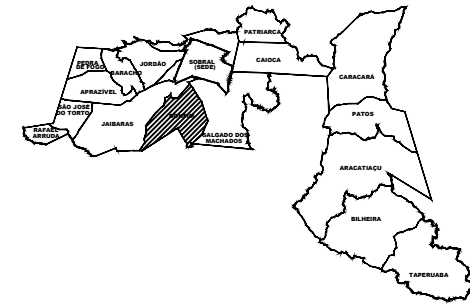 PATRIARCA
PEDRA
DE FOGO
BARACHO
JORDÃO
SOBRAL
(SEDE)
CAIOCA
CARACARÁ
APRAZÍVEL
SÃO JOSÉ
DO TORTO
JAIBARAS
PATOS
RAFAEL
ARRUDA
SALGADO DOS
MACHADOS
ARACATIAÇU
BILHEIRA
TAPERUABA